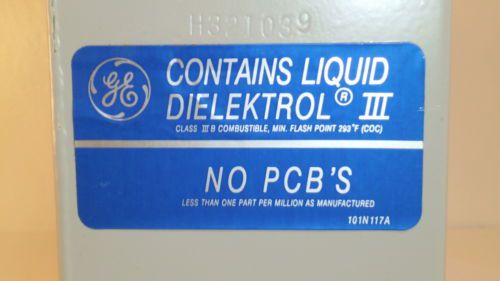 H321039
GE
CONTAINS LIQUID
DIELEKTROL® III
CLASS III B COMBUSTIBLE, MIN. FLASH POINT 293°F (COC)
NO PCB'S
LESS THAN ONE PART PER MILLION AS MANUFACTURED
101N117A